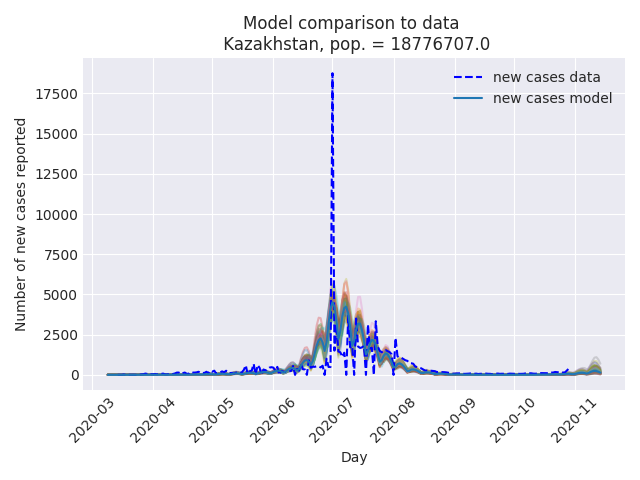 Model comparison to data
Kazakhstan, pop. = 18776707.0
new cases data
new cases model
Number of new cases reported
17500
15000
12500
10000
7500
5000
2500
0
2020-03
2020-04
2020-05
2020-06
2020-07
2020-08
2020-09
2020-10
2020-11
Day